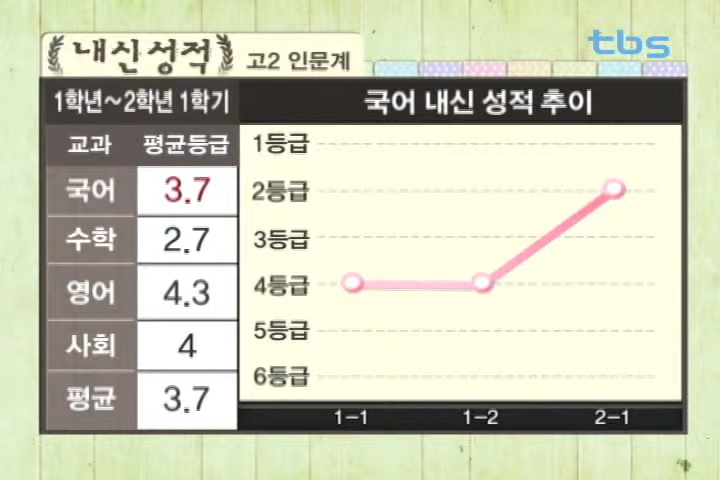 tbs
내신성적 고2 인문계
1학년~2학년 1학기
교과 평균등급
국어 3.7
수학 2.7
영어 4.3
사회 4
평균 3.7
국어 내신 성적 추이
1등급
2등급
3등급
4등급
5등급
6등급
1-1 1-2 2-1